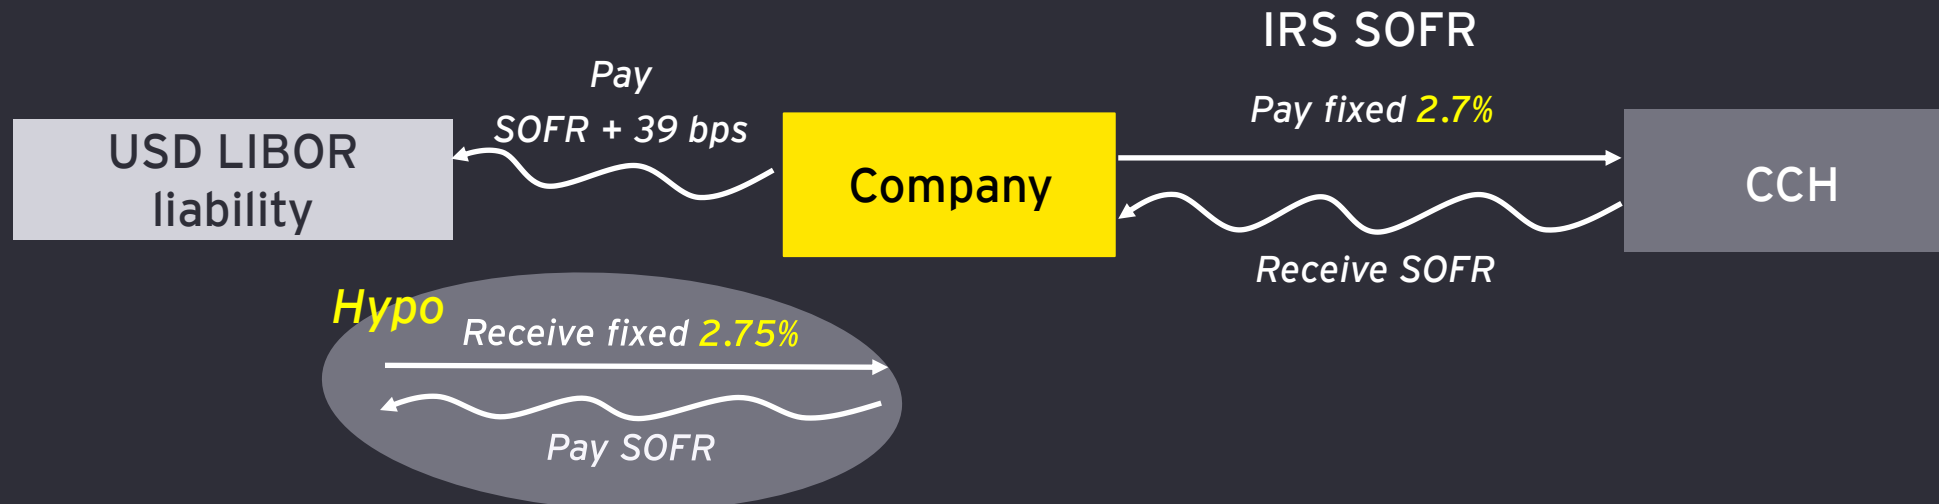 IRS SOFR
Pay
SOFR + 39 bps
Pay fixed 2.7%
USD LIBOR
liability
Company
CCH
Receive SOFR
Hypo
Receive fixed 2.75%
Pay SOFR